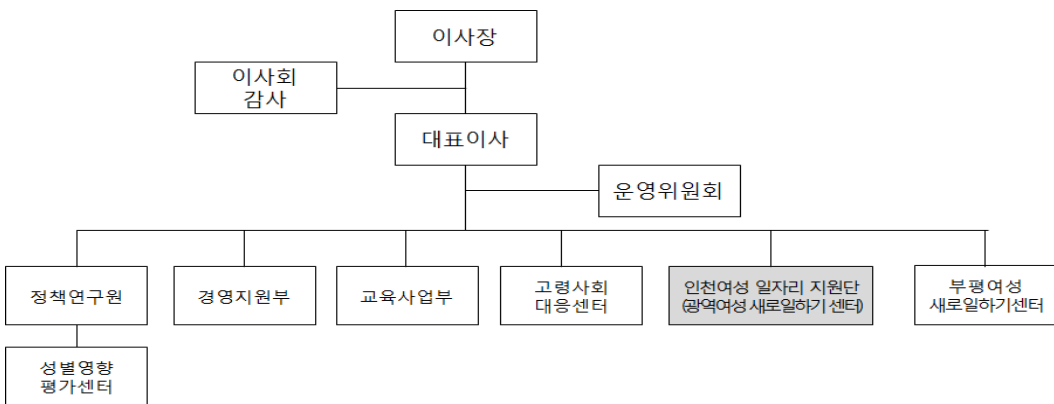 이사장
이사회
감사
대표이사
운영위원회
정책연구원
경영지원부
교육사업부
고령사회
대응센터
인천여성 일자리 지원단
(광역여성 새로일하기 센터)
부평여성
새로일하기센터
성별영향
평가센터